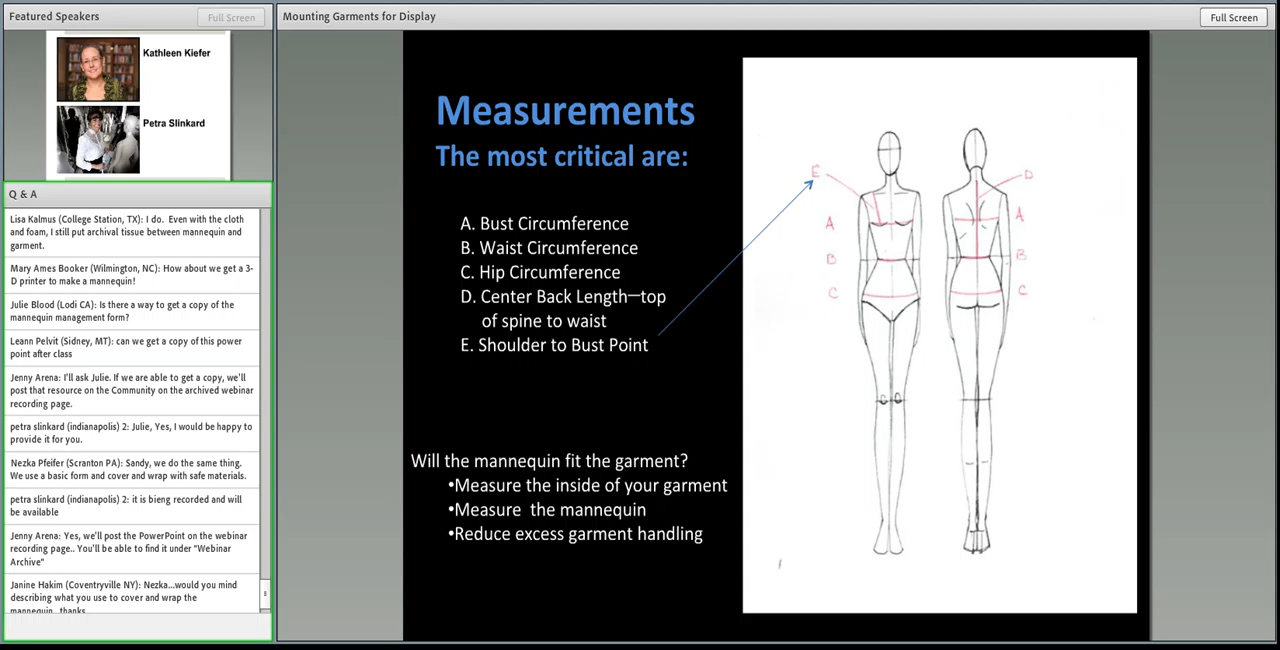 Featured Speakers
Full Screen
Kathleen Kiefer
Petra Slinkard
Q & A
Lisa Kalmus (College Station, TX): I do. Even with the cloth
and foam, I still put archival tissue between mannequin and
garment.
Mary Ames Booker (Wilmington, NC): How about we get a 3-
D printer to make a mannequin!
Julie Blood (Lodi CA): Is there a way to get a copy of the
mannequin management form?
Leann Pelvit (Sidney, MT): can we get a copy of this power
point after class
Jenny Arena: I'll ask Julie. If we are able to get a copy, we'll
post that resource on the Community on the archived webinar
recording page.
petra slinkard (indianapolis) 2: Julie, Yes, I would be happy to
provide it for you.
Nezka Pfeifer (Scranton PA): Sandy, we do the same thing.
We use a basic form and cover and wrap with safe materials.
petra slinkard (indianapolis) 2: it is bieng recorded and will
be available
Jenny Arena: Yes, we'll post the PowerPoint on the webinar
recording page.. You'll be able to find it under "Webinar
Archive"
Janine Hakim (Coventryville NY): Nezka...would you mind
describing what you use to cover and wrap the
mannequin...thanks
Mounting Garments for Display
Full Screen
Measurements
The most critical are:
A. Bust Circumference
B. Waist Circumference
C. Hip Circumference
D. Center Back Length—top
of spine to waist
E. Shoulder to Bust Point
Will the mannequin fit the garment?
•Measure the inside of your garment
•Measure the mannequin
•Reduce excess garment handling
E
D
A
A
B
B
C
C